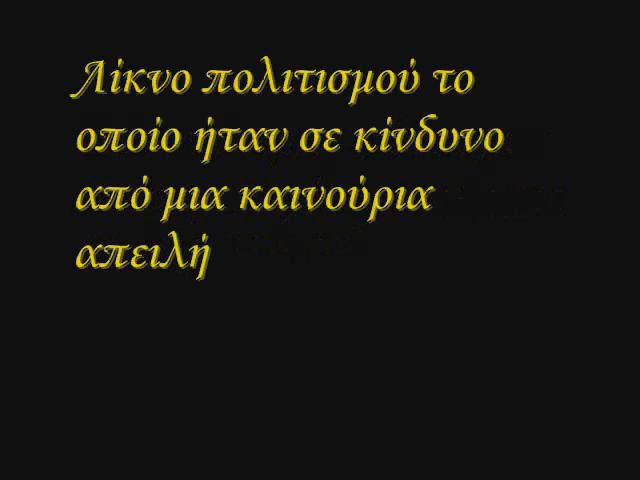 Λίκνο πολιτισμού το
οποίο ήταν σε κίνδυνο
από μια καινούρια
απειλή